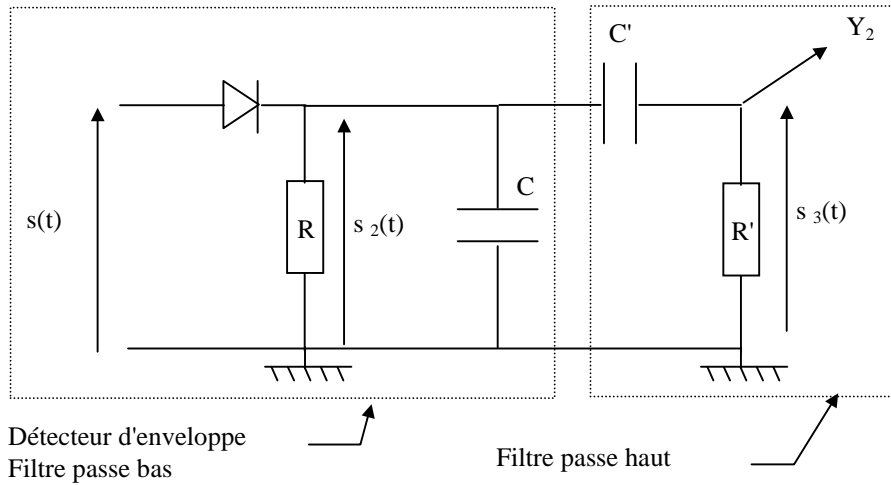 C'
Y2
s(t)
R
s 2(t)
C
R'
s 3(t)
Détecteur d'enveloppe
Filtre passe bas
Filtre passe haut